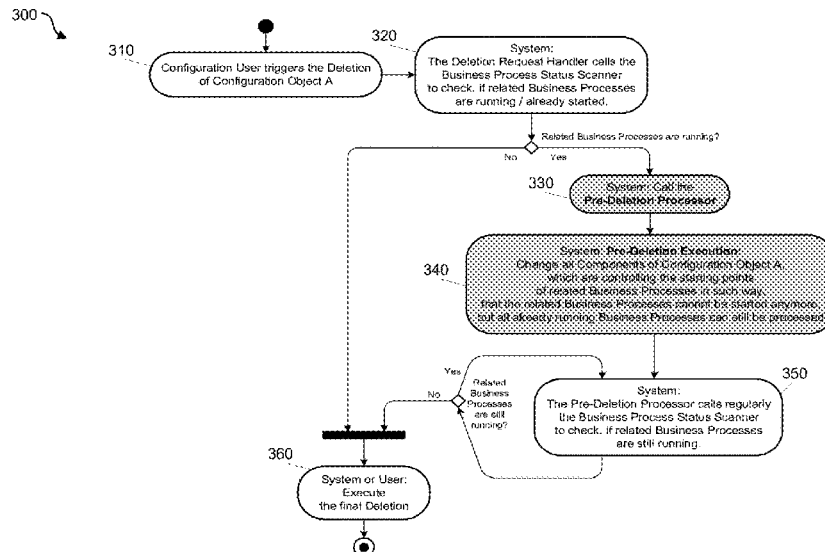 300
310
Configuration User triggers the Deletion
of Configuration Object A
320
System:
The Deletion Request Handler calls the
Business Process Status Scanner
to check, if related Business Processes
are running / already started.
Related Business Processes are running?
No
Yes
330
System: Call the
Pre-Deletion Processor
340
System: Pre-Deletion Execution:
Change all Components of Configuration Object A,
which are controlling the starting points
of related Business Processes in such way,
that the related Business Processes cannot be started anymore,
but all already running Business Processes can still be processed
Yes
No
Related
Business
Processes
are still
running?
350
System:
The Pre-Deletion Processor calls regularly
the Business Process Status Scanner
to check, if related Business Processes
are still running.
360
System or User:
Execute
the final Deletion